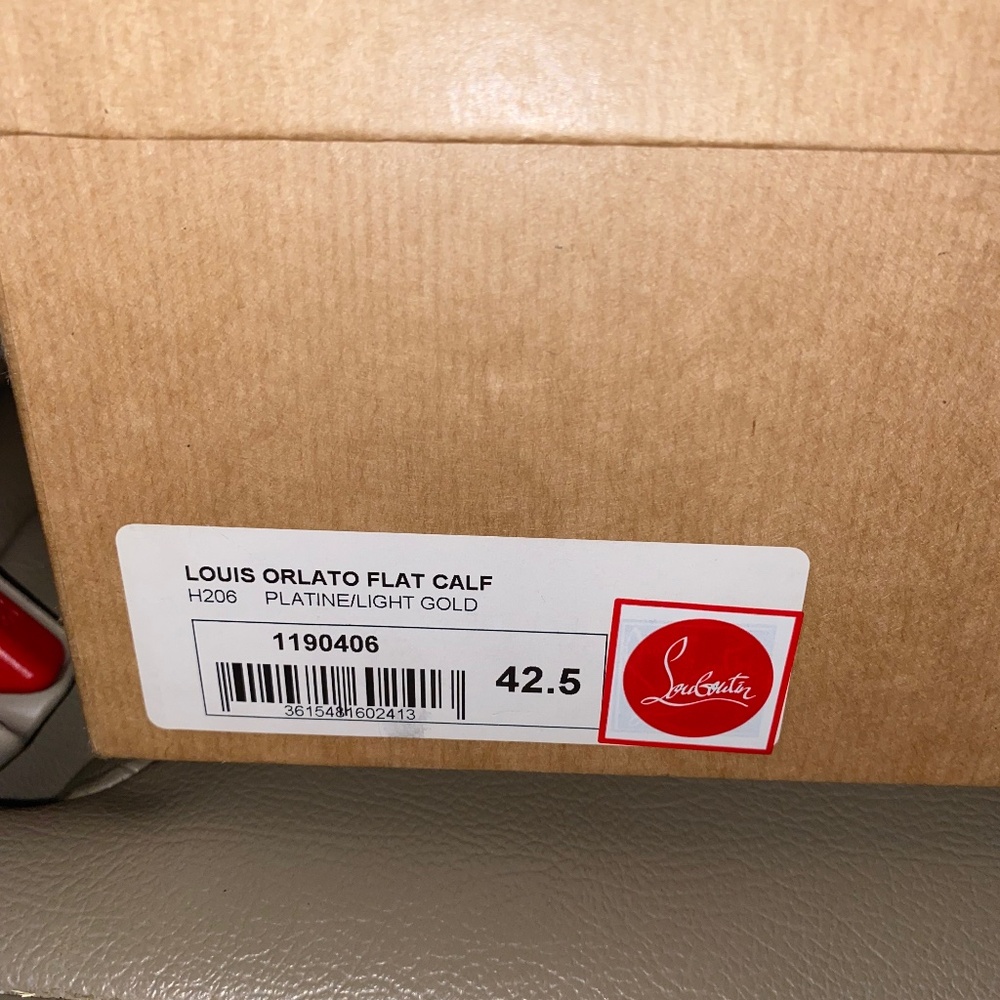 LOUIS ORLATO FLAT CALF
H206 PLATINE/LIGHT GOLD
1190406
42.5
3615481602413
Louboutin